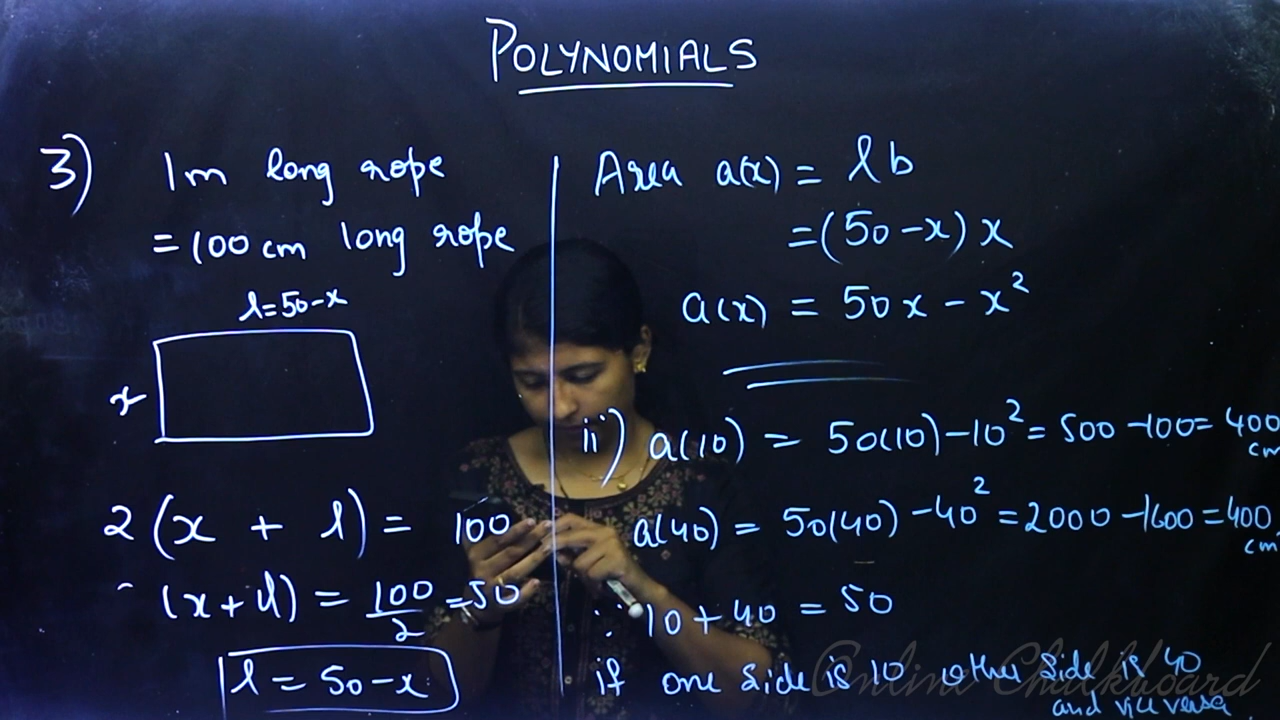 POLYNOMIALS
3) 1m long rope
= 100 cm long rope
l=50-x
x
2 (x + l) = 100
(x+l) = 100/2 =50
l = 50-x
Area a(x) = l b
=(50-x) x
a(x) = 50x - x²
ii) a(10) = 50(10)-10² = 500 -100= 400
cm
a(40) = 50(40) -40² =2000 -1600 =400
cm
∵ 10+40 = 50
if one side is 10 other side is 40
and vice versa
Online Chalkboard